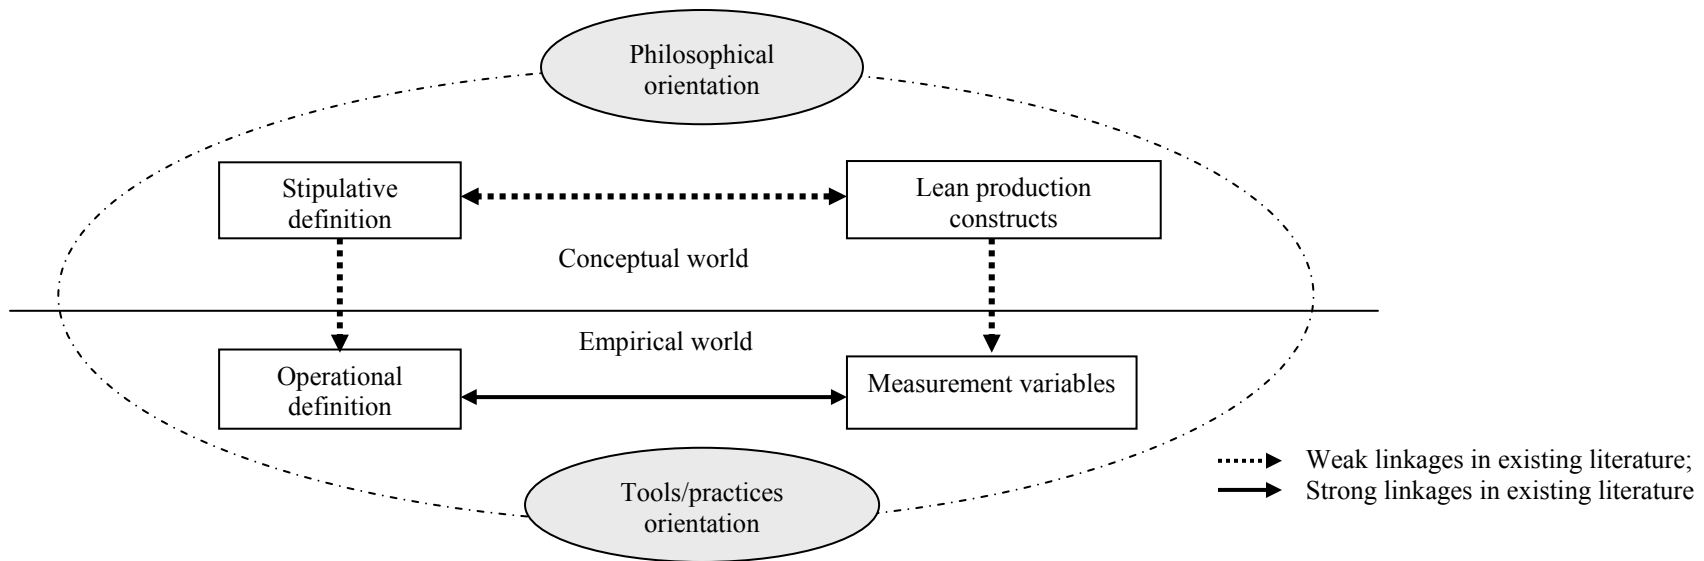 Philosophical
orientation
Stipulative
definition
Lean production
constructs
Conceptual world
Empirical world
Operational
definition
Measurement variables
Tools/practices
orientation
Weak linkages in existing literature;
Strong linkages in existing literature